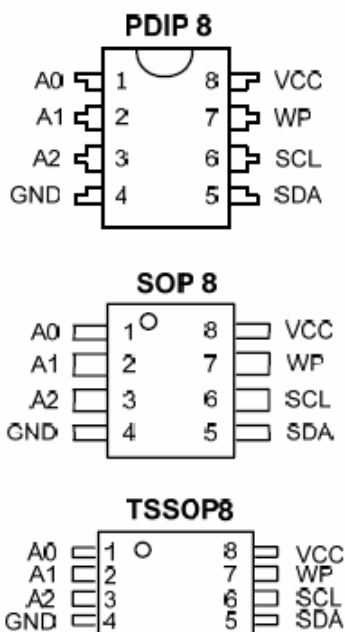 PDIP 8
A0 1 8 VCC
A1 2 7 WP
A2 3 6 SCL
GND 4 5 SDA
SOP 8
A0 1 8 VCC
A1 2 7 WP
A2 3 6 SCL
GND 4 5 SDA
TSSOP8
A0 1 8 VCC
A1 2 7 WP
A2 3 6 SCL
GND 4 5 SDA